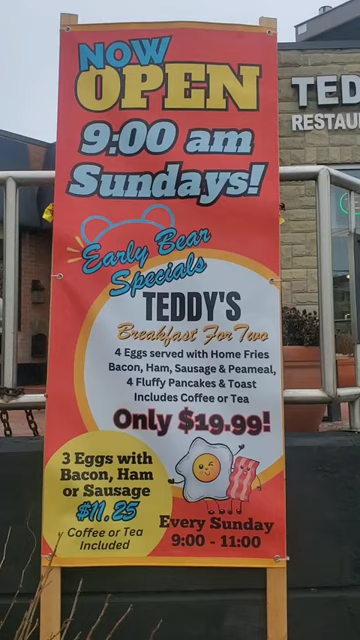 NOW
OPEN
9:00 am
Sundays!
Early Bear
Specials
TEDDY'S
Breakfast For Two
4 Eggs served with Home Fries
Bacon, Ham, Sausage & Peameal,
4 Fluffy Pancakes & Toast
Includes Coffee or Tea
Only $19.99!
3 Eggs with
Bacon, Ham
or Sausage
$11.25
Coffee or Tea
Included
Every Sunday
9:00 - 11:00